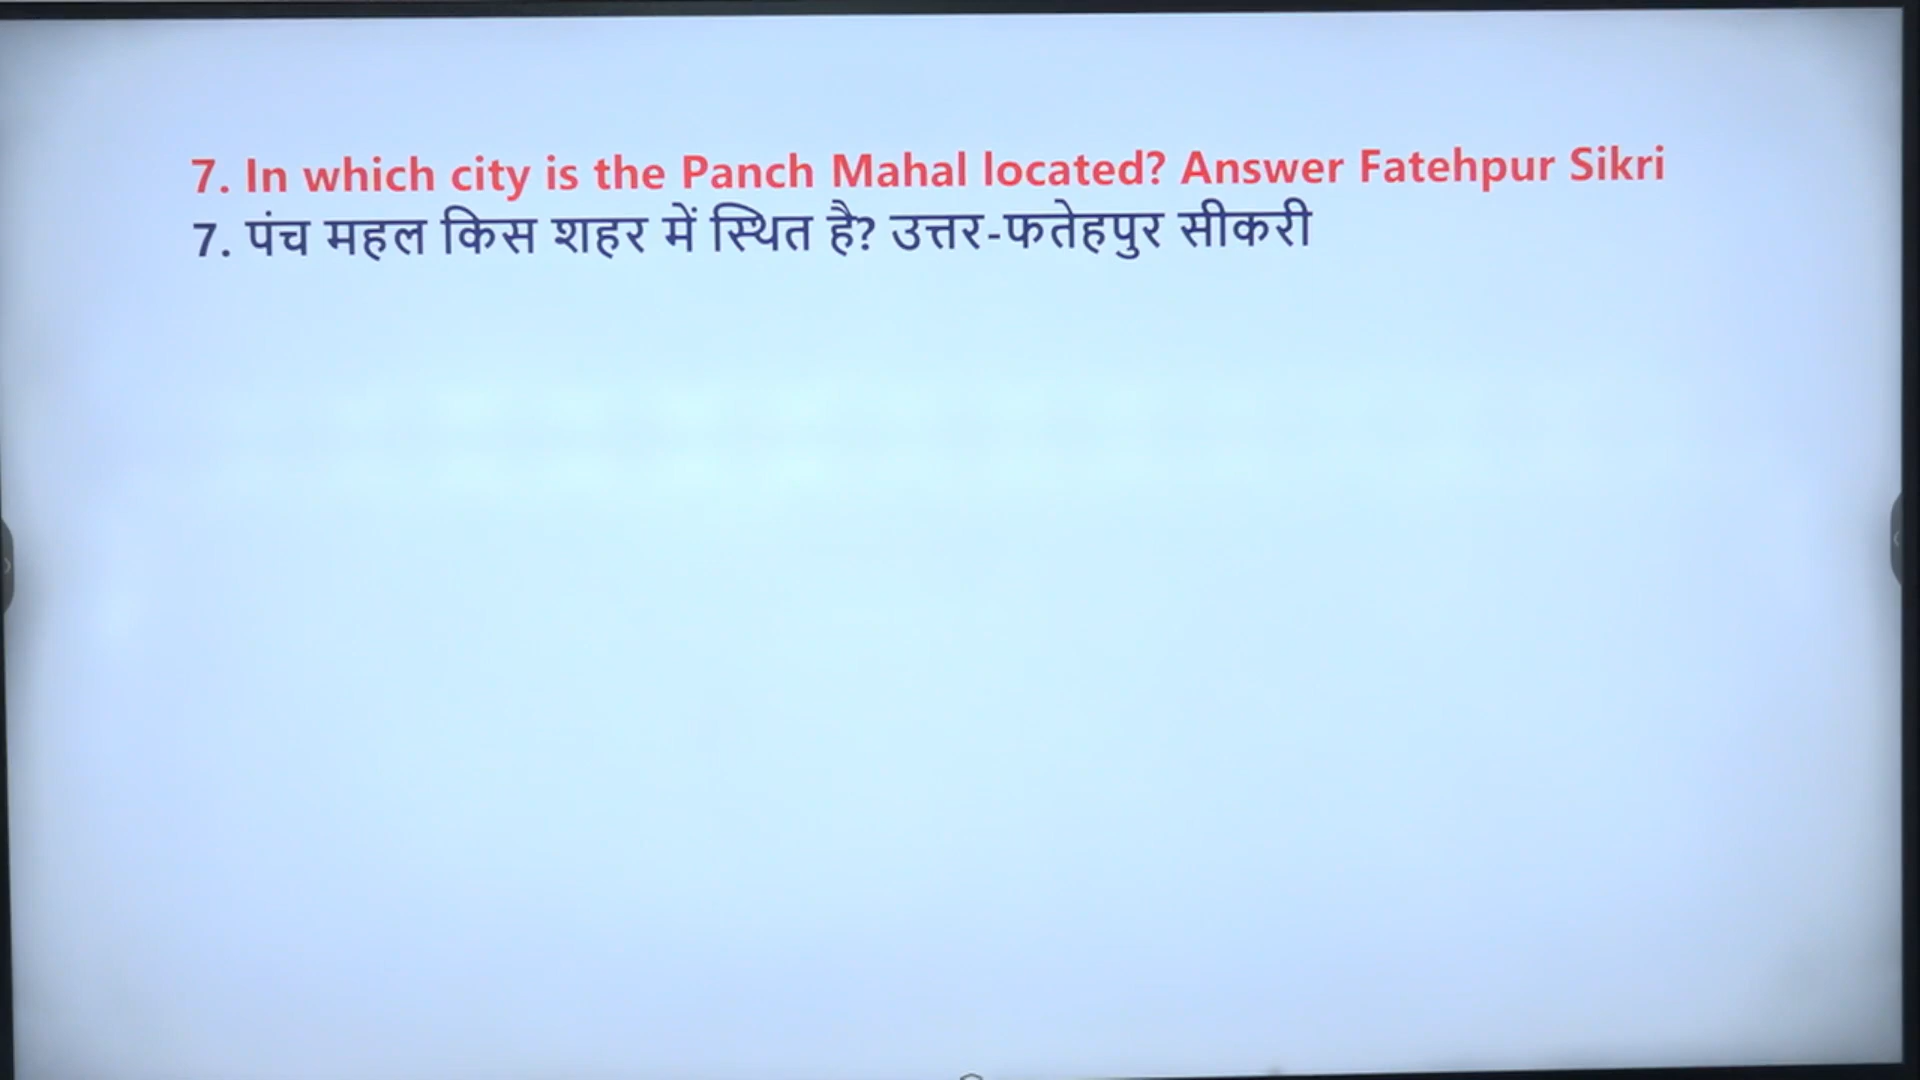 7. In which city is the Panch Mahal located? Answer Fatehpur Sikri
7. पंच महल किस शहर में स्थित है? उत्तर-फतेहपुर सीकरी